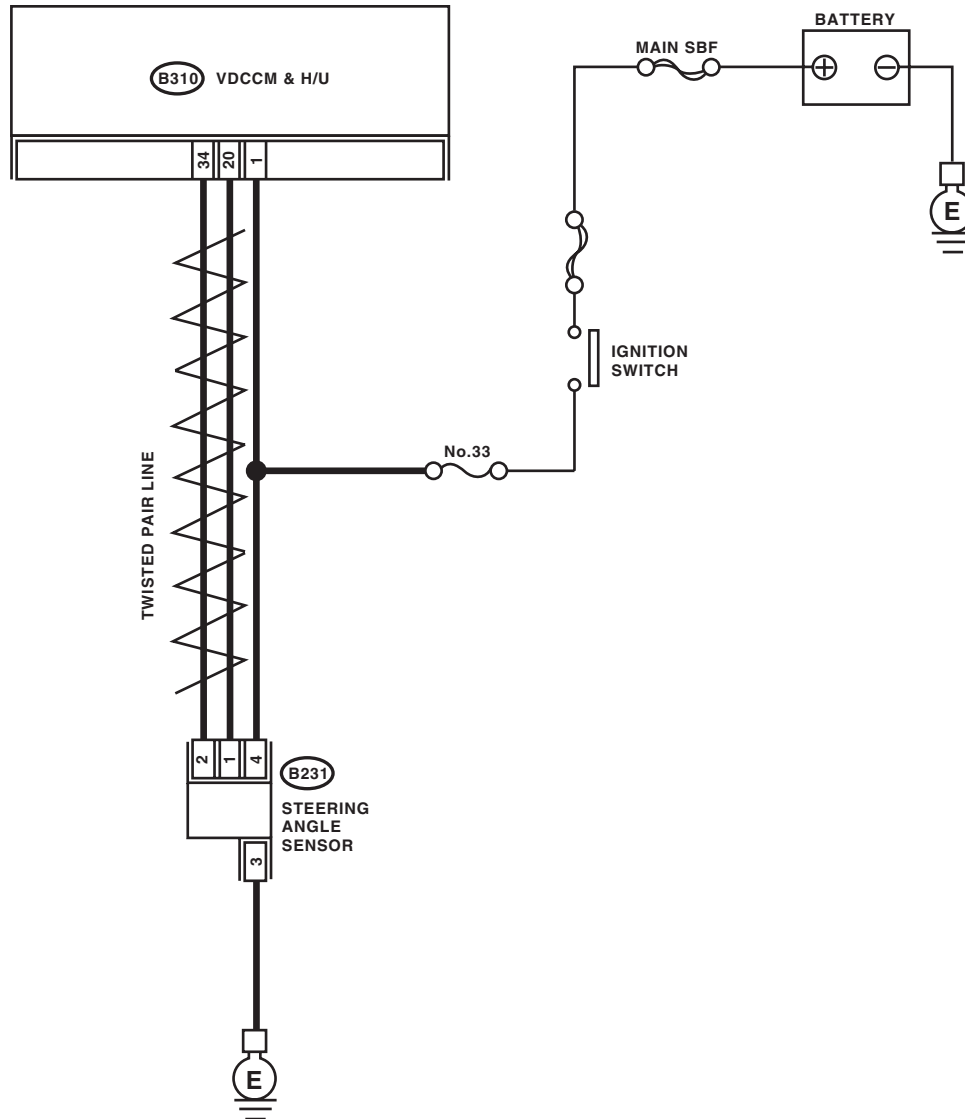 BATTERY
MAIN SBF
B310 VDCCM & H/U
34 20 1
E
IGNITION
SWITCH
No.33
TWISTED PAIR LINE
2 1 4
B231
STEERING
ANGLE
SENSOR
3
E